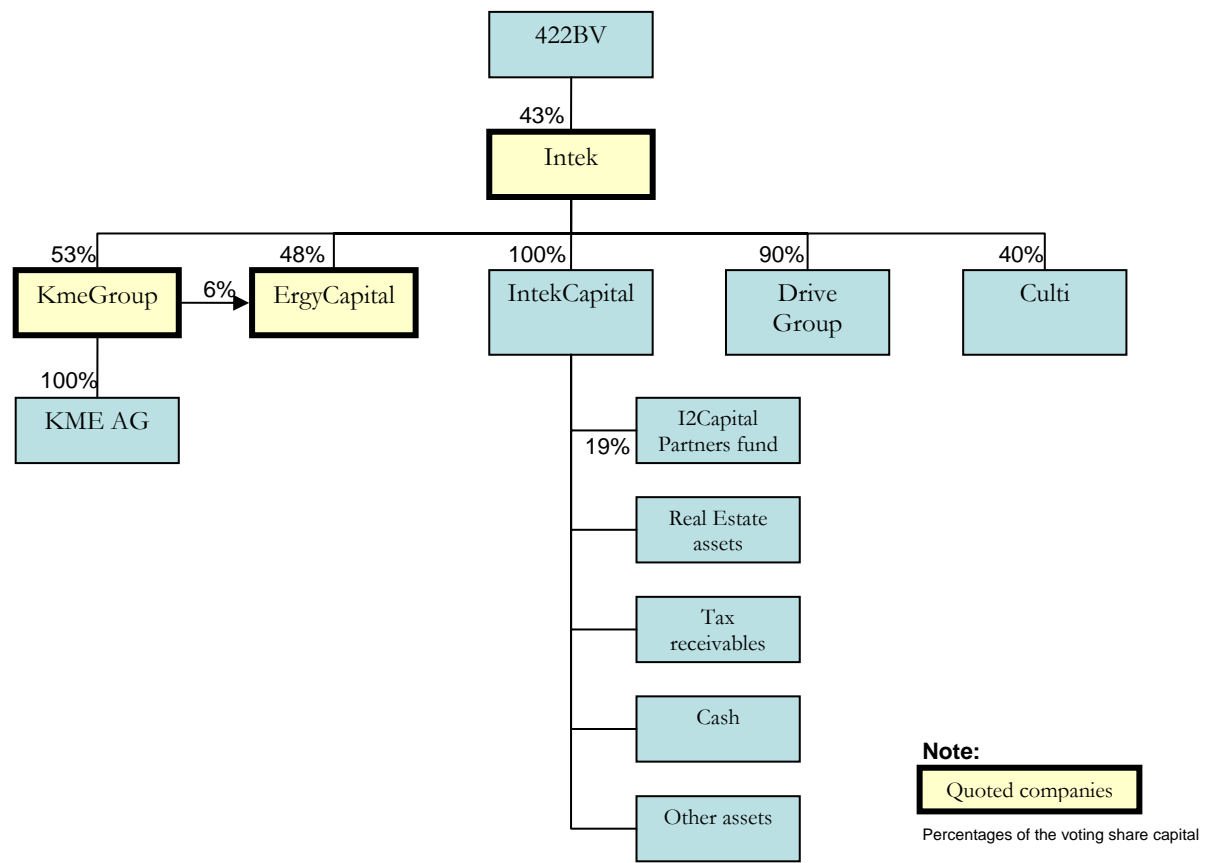 422BV
43%
Intek
53%
48%
100%
90%
40%
KmeGroup
6%
ErgyCapital
IntekCapital
Drive
Group
Culti
100%
KME AG
19%
I2Capital
Partners fund
Real Estate
assets
Tax
receivables
Cash
Other assets
Note:
Quoted companies
Percentages of the voting share capital